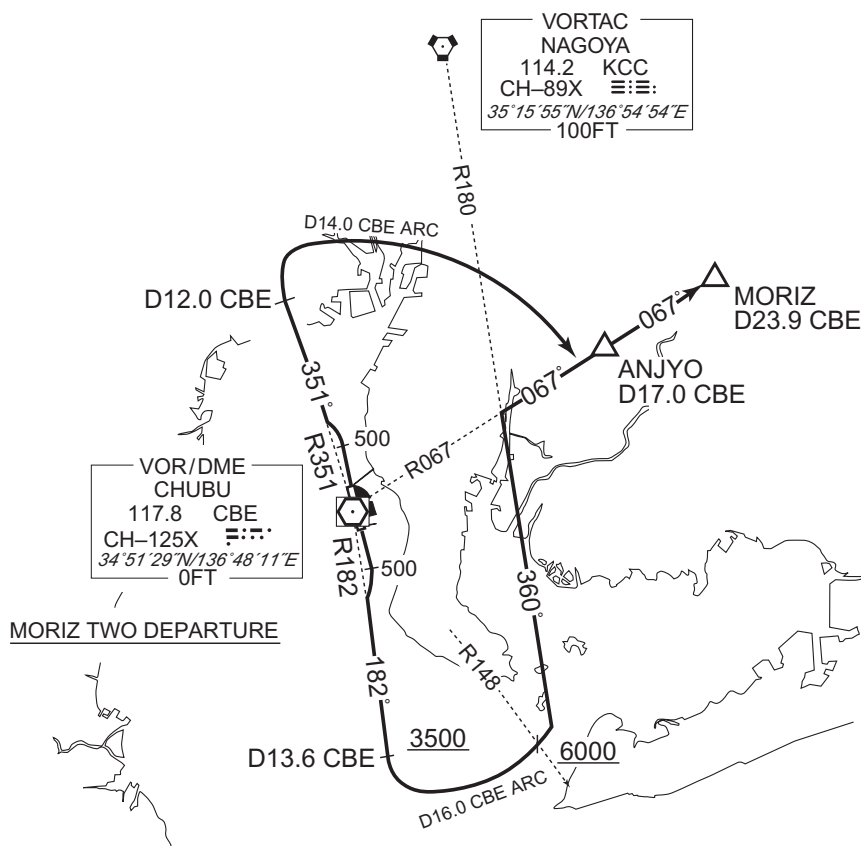 VORTAC
NAGOYA
114.2 KCC
CH–89X
35°15´55˝N/136°54´54˝E
100FT
R180
D14.0 CBE ARC
D12.0 CBE
067°
MORIZ
D23.9 CBE
ANJYO
D17.0 CBE
067°
351°
R351
500
R067
VOR/DME
CHUBU
117.8 CBE
CH–125X
34°51´29˝N/136°48´11˝E
0FT
R182
500
360°
MORIZ TWO DEPARTURE
R148
182°
3500
D13.6 CBE
6000
D16.0 CBE ARC